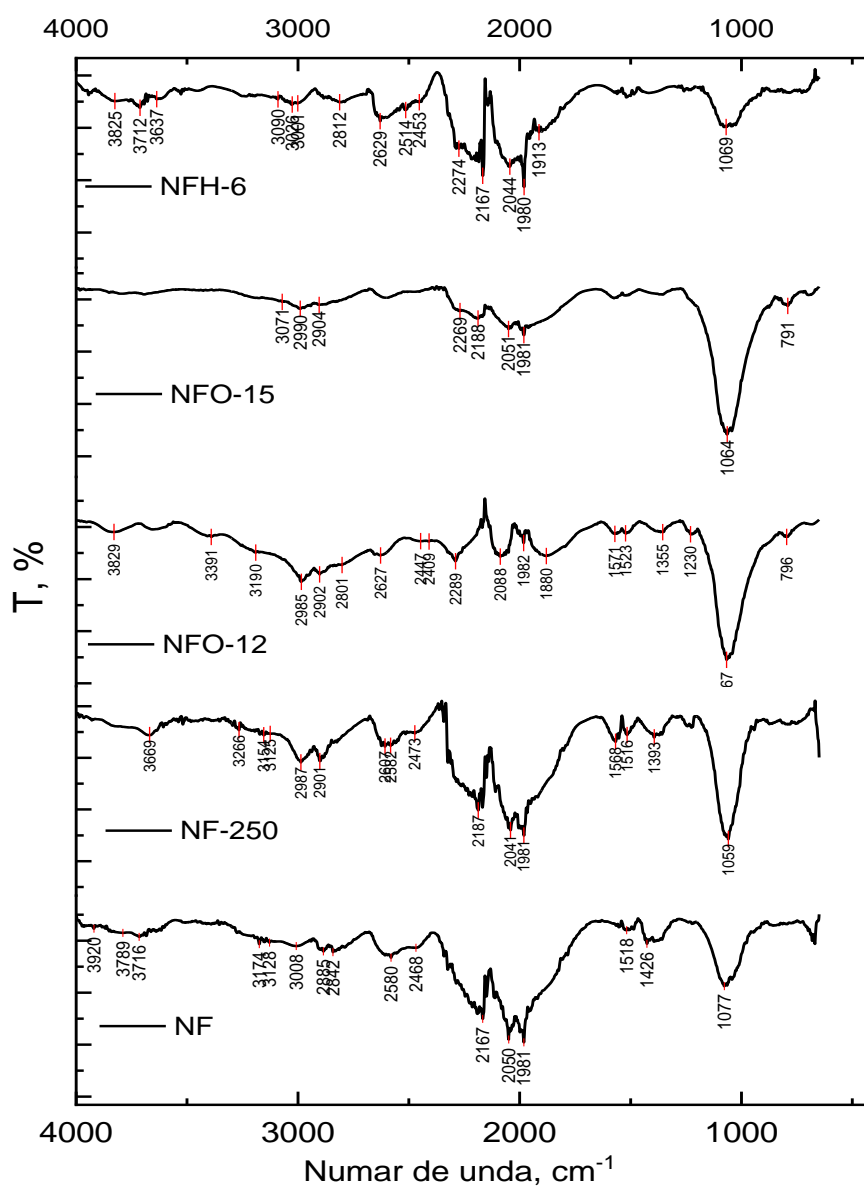 4000 3000 2000 1000
3825 3712 3637 3090 3026 3001 2812 2629 2514 2453 2274 2167 2044 1980 1913 1069
NFH-6
3071 2990 2904 2269 2188 2051 1981 1064 791
NFO-15
3829 3391 3190 2985 2902 2801 2627 2447 2409 2289 2088 1982 1880 1571 1523 1355 1230 67 796
NFO-12
3669 3266 3154 3125 2987 2901 2607 2582 2473 2187 2041 1981 1568 1516 1393 1059
NF-250
3920 3789 3716 3174 3128 3008 2885 2842 2580 2468 2167 2050 1981 1518 1426 1077
NF
T, %
4000 3000 2000 1000
Numar de unda, cm⁻¹